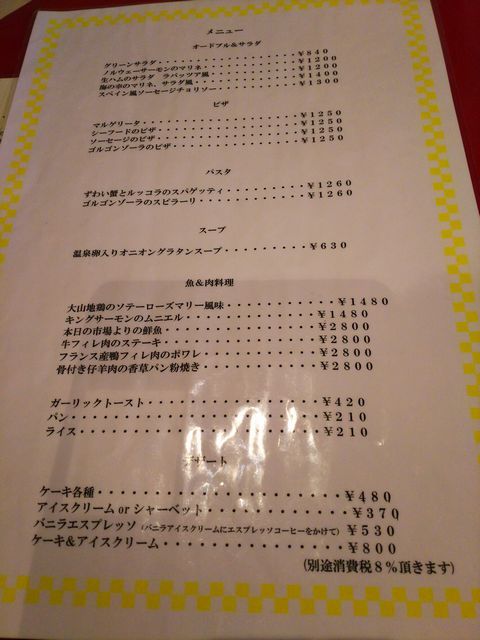 メニュー
オードブル＆サラダ
グリーンサラダ・・・・・・・・・・・・・・・・・￥８４０
ノルウェーサーモンのマリネ・・・・・・・・・・・￥１２００
生ハムのサラダ　ラパッツア風・・・・・・・・・・￥１２００
海の幸のマリネ、サラダ風・・・・・・・・・・・・￥１４００
スペイン風ソーセージチョリソー・・・・・・・・・￥１３００
ピザ
マルゲリータ・・・・・・・・・・・・・・・・・・￥１２５０
シーフードのピザ・・・・・・・・・・・・・・・・￥１２５０
ソーセージのピザ・・・・・・・・・・・・・・・・￥１２５０
ゴルゴンゾーラのピザ・・・・・・・・・・・・・・￥１２５０
パスタ
ずわい蟹とルッコラのスパゲッティ・・・・・・・・￥１２６０
ゴルゴンゾーラのスピラーリ・・・・・・・・・・・￥１２６０
スープ
温泉卵入りオニオングラタンスープ・・・・・・・・・￥６３０
魚＆肉料理
大山地鶏のソテーローズマリー風味・・・・・・・・・￥１４８０
キングサーモンのムニエル・・・・・・・・・・・・￥１４８０
本日の市場よりの鮮魚・・・・・・・・・・・・・・￥２８００
牛フィレ肉のステーキ・・・・・・・・・・・・・・￥２８００
フランス産鴨フィレ肉のポワレ・・・・・・・・・・￥２８００
骨付き仔羊肉の香草パン粉焼き・・・・・・・・・・￥２８００
ガーリックトースト・・・・・・・・・・・・・・・￥４２０
パン・・・・・・・・・・・・・・・・・・・・・・￥２１０
ライス・・・・・・・・・・・・・・・・・・・・・￥２１０
デザート
ケーキ各種・・・・・・・・・・・・・・・・・・・￥４８０
アイスクリーム or シャーベット・・・・・・・・・・￥３７０
バニラエスプレッソ（バニラアイスクリームにエスプレッソコーヒーをかけて）￥５３０
ケーキ＆アイスクリーム・・・・・・・・・・・・・￥８００
（別途消費税８％頂きます）